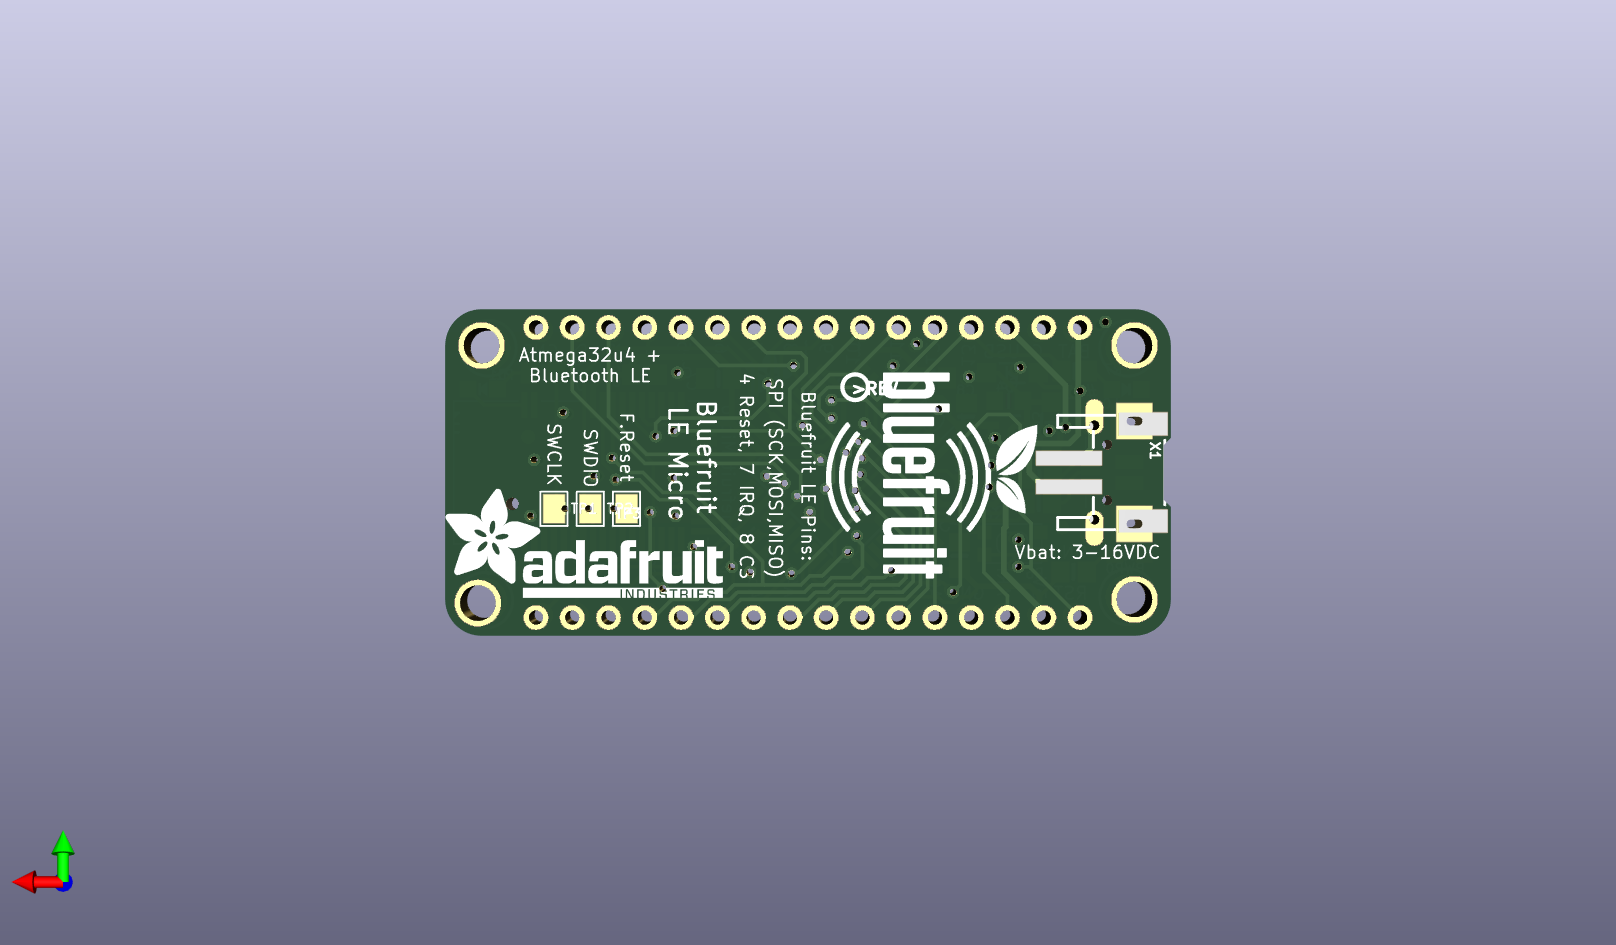 Atmega32u4 +
Bluetooth LE
SWCLK
SWDIO
F.Reset
Bluefruit
LE Micro
Bluefruit LE Pins:
SPI (SCK,MOSI,MISO)
4 Reset, 7 IRQ, 8 CS
>REV
bluefruit
X1
Vbat: 3-16VDC
adafruit
INDUSTRIES